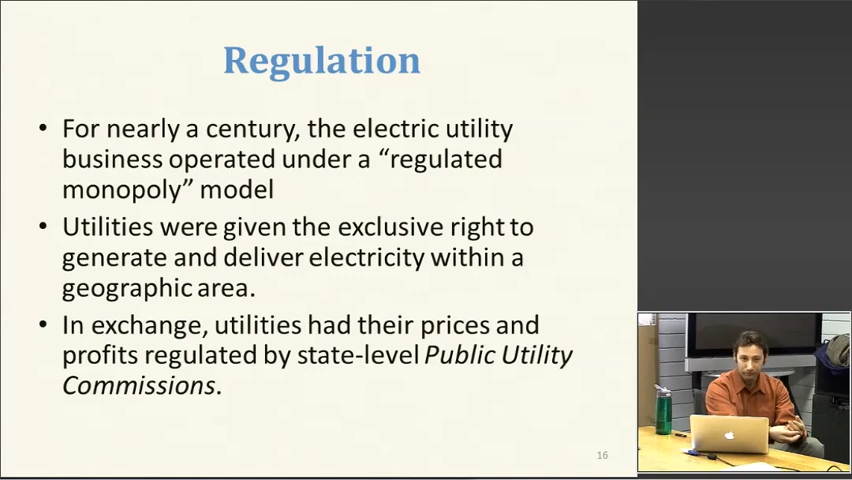 Regulation
• For nearly a century, the electric utility
business operated under a “regulated
monopoly” model
• Utilities were given the exclusive right to
generate and deliver electricity within a
geographic area.
• In exchange, utilities had their prices and
profits regulated by state-level Public Utility
Commissions.
16